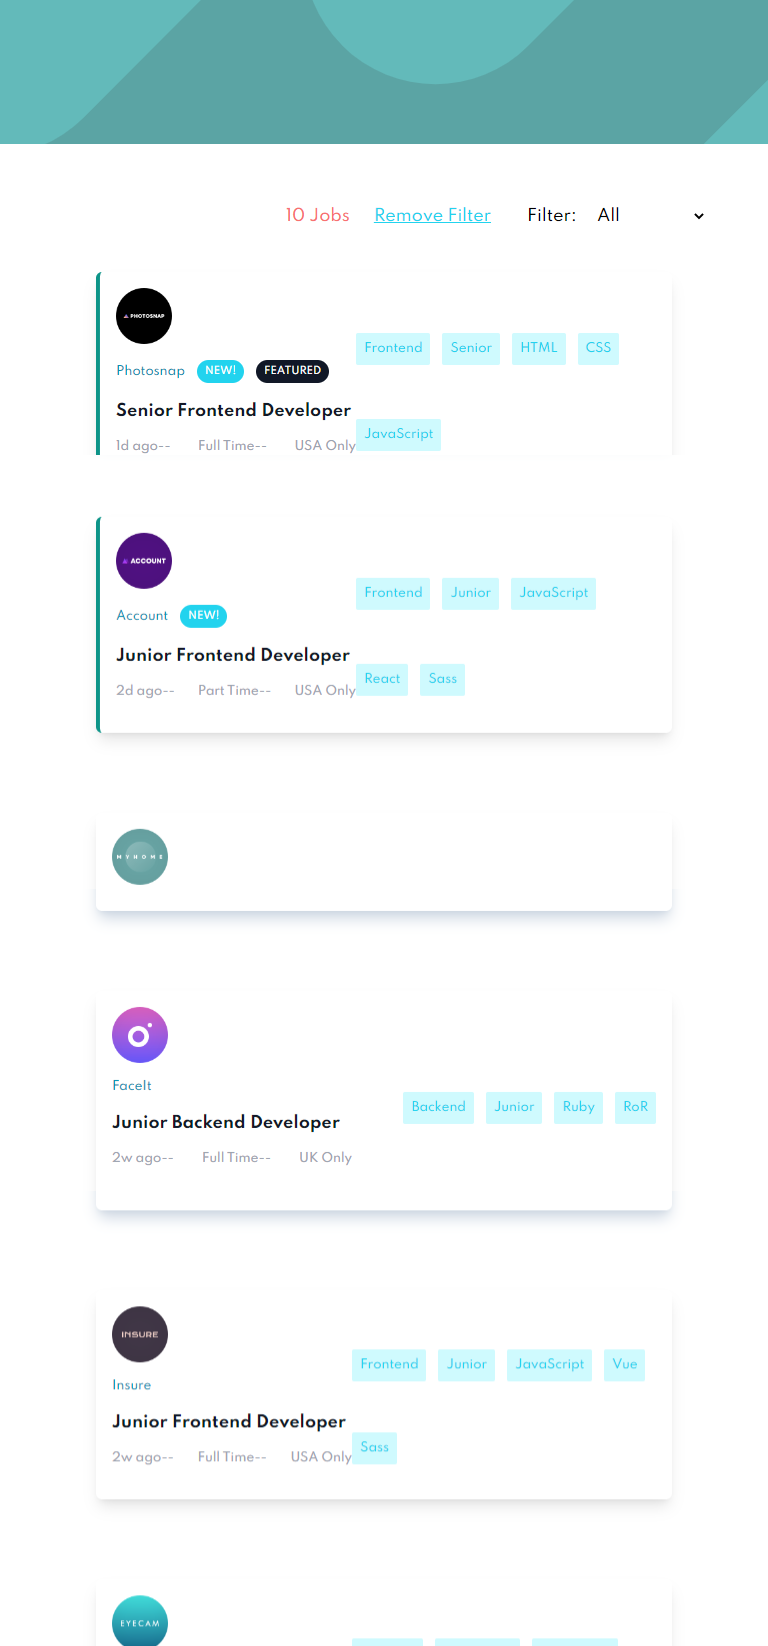 10 Jobs Remove Filter Filter: All
PHOTOSNAP
Photosnap NEW! FEATURED
Senior Frontend Developer
1d ago-- Full Time-- USA Only
Frontend Senior HTML CSS
JavaScript
ACCOUNT
Account NEW!
Junior Frontend Developer
2d ago-- Part Time-- USA Only
Frontend Junior JavaScript
React Sass
MYHOME
FaceIt
Junior Backend Developer
2w ago-- Full Time-- UK Only
Backend Junior Ruby RoR
INSURE
Insure
Junior Frontend Developer
2w ago-- Full Time-- USA Only
Frontend Junior JavaScript Vue
Sass
EYECAM